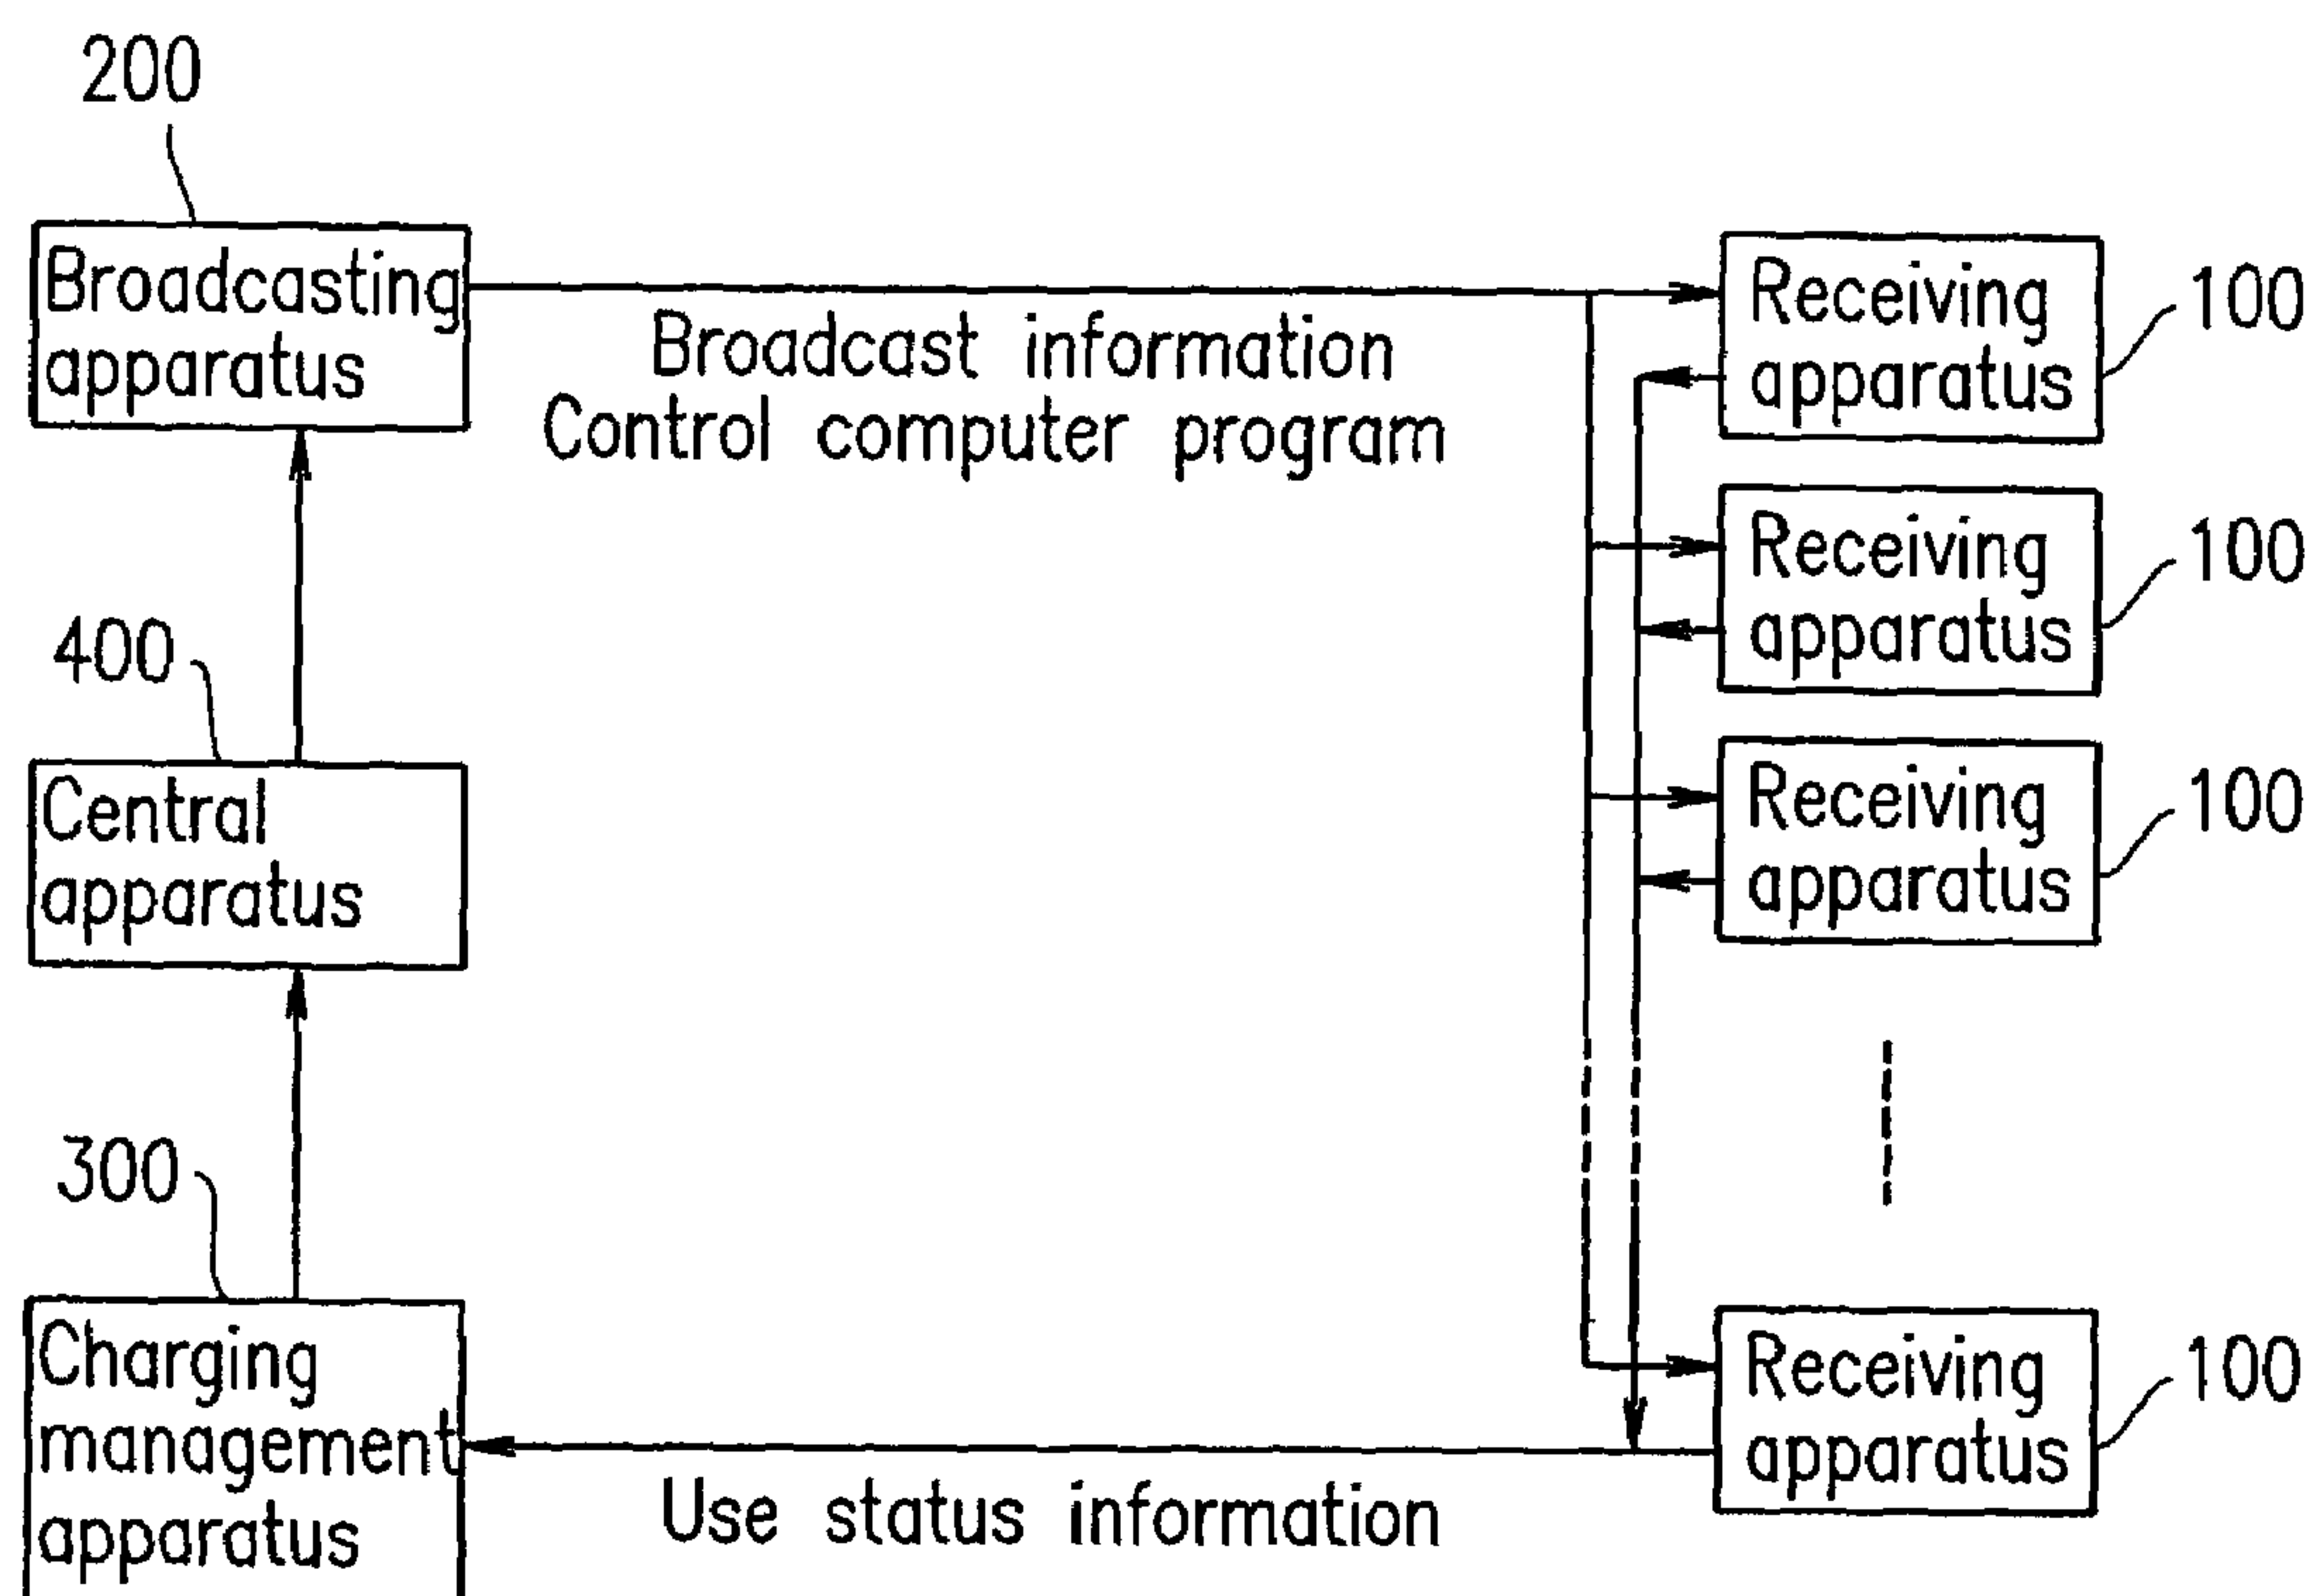 200
Broadcasting
apparatus
Broadcast information
Control computer program
Receiving
apparatus
100
Receiving
apparatus
100
400
Central
apparatus
Receiving
apparatus
100
300
Charging
management
apparatus
Use status information
Receiving
apparatus
100